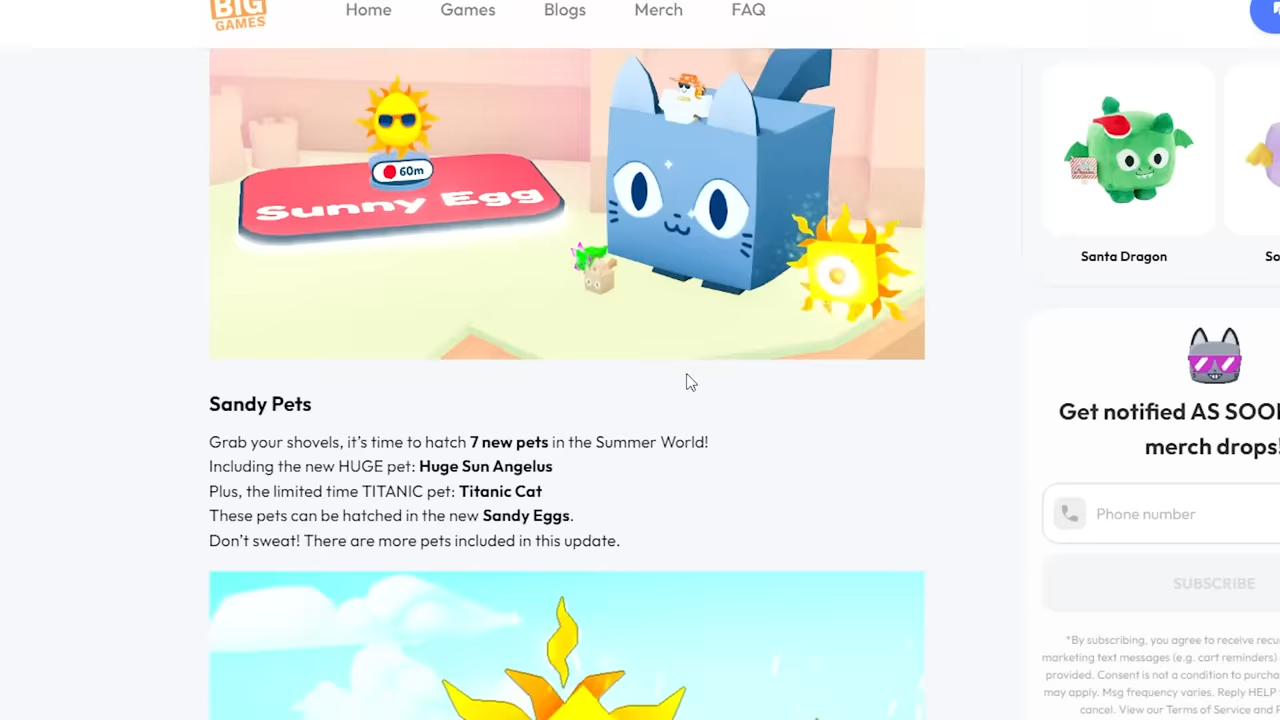 BIG
GAMES
Home
Games
Blogs
Merch
FAQ
60m
Sunny Egg
Santa Dragon
Sandy Pets
Grab your shovels, it’s time to hatch 7 new pets in the Summer World!
Including the new HUGE pet: Huge Sun Angelus
Plus, the limited time TITANIC pet: Titanic Cat
These pets can be hatched in the new Sandy Eggs.
Don’t sweat! There are more pets included in this update.
Get notified AS SOO
merch drops!
Phone number
SUBSCRIBE
*By subscribing, you agree to receive recu
marketing text messages (e.g. cart reminders)
provided. Consent is not a condition to purcha
may apply. Msg frequency varies. Reply HELP
cancel. View our Terms of Service and P